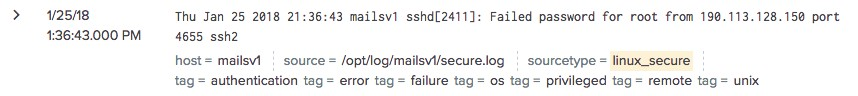 1/25/18
1:36:43.000 PM
Thu Jan 25 2018 21:36:43 mailsv1 sshd[2411]: Failed password for root from 190.113.128.150 port
4655 ssh2
host = mailsv1 source = /opt/log/mailsv1/secure.log sourcetype = linux_secure
tag = authentication tag = error tag = failure tag = os tag = privileged tag = remote tag = unix